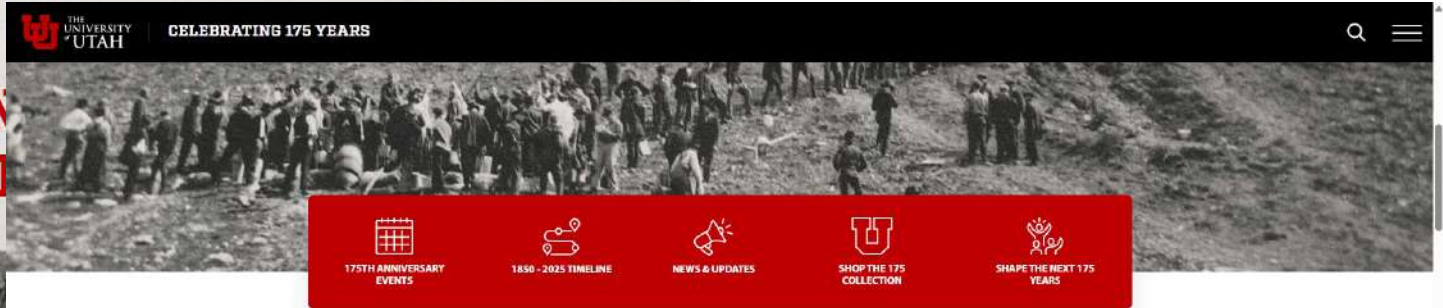 THE
UNIVERSITY
OF UTAH
CELEBRATING 175 YEARS
175TH ANNIVERSARY
EVENTS
1850 - 2025 TIMELINE
NEWS & UPDATES
SHOP THE 175
COLLECTION
SHAPE THE NEXT 175
YEARS